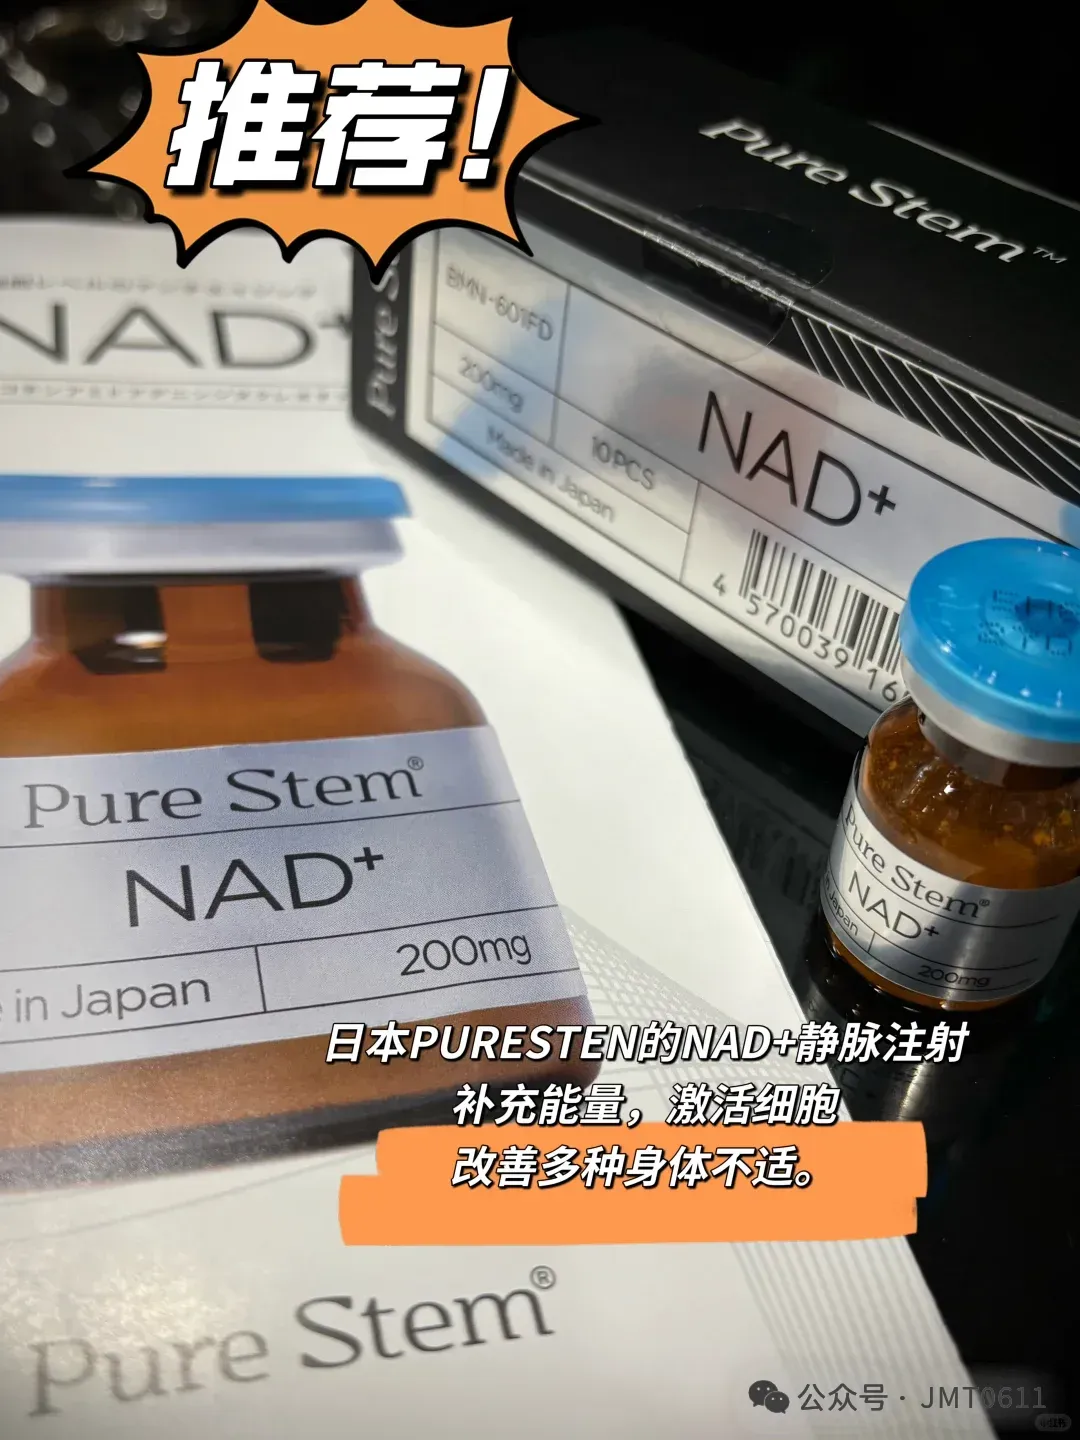 推荐!
Pure Stem™
NAD+
BMN-601FD
200mg
10PCS
Made in Japan
NAD+
4 570039 16
Pure Stem®
NAD+
200mg
in Japan
Pure Stem®
NAD+
Japan
200mg
日本PURESTEN的NAD+静脉注射
补充能量，激活细胞
改善多种身体不适。
Pure Stem®
公众号 · JMT0611